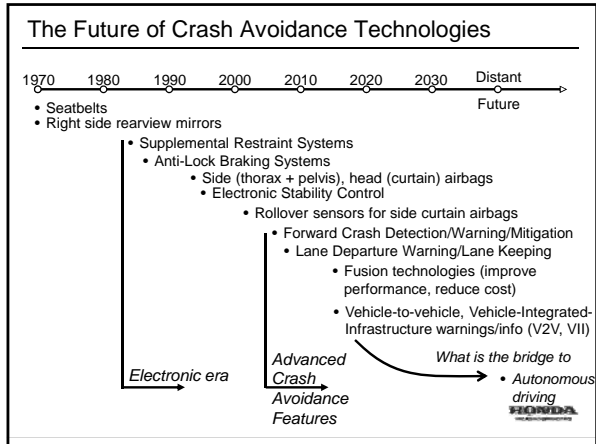 The Future of Crash Avoidance Technologies
1970 1980 1990 2000 2010 2020 2030 Distant
Future
• Seatbelts
• Right side rearview mirrors
• Supplemental Restraint Systems
• Anti-Lock Braking Systems
• Side (thorax + pelvis), head (curtain) airbags
• Electronic Stability Control
• Rollover sensors for side curtain airbags
• Forward Crash Detection/Warning/Mitigation
• Lane Departure Warning/Lane Keeping
• Fusion technologies (improve
performance, reduce cost)
• Vehicle-to-vehicle, Vehicle-Integrated-
Infrastructure warnings/info (V2V, VII)
Electronic era
Advanced
Crash
Avoidance
Features
What is the bridge to
• Autonomous
driving
HONDA